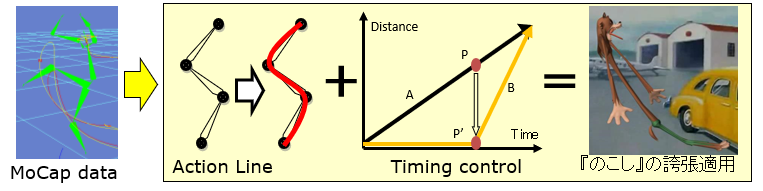 Distance
P
A
B
P'
Time
MoCap data
Action Line
Timing control
『のこし』の誇張適用